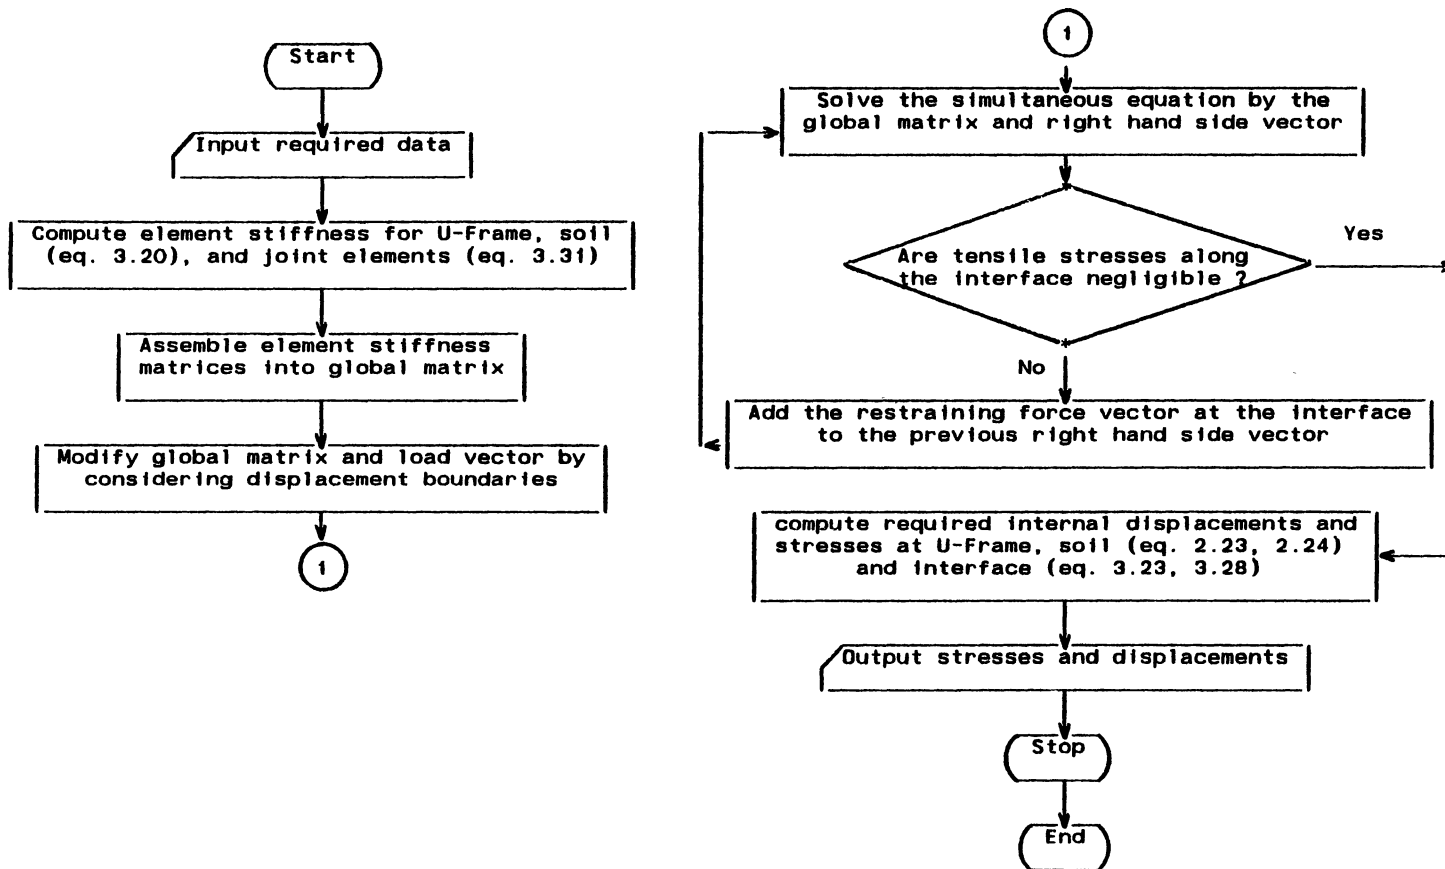 Start
Input required data
Compute element stiffness for U-Frame, soil
(eq. 3.20), and joint elements (eq. 3.31)
Assemble element stiffness
matrices into global matrix
Modify global matrix and load vector by
considering displacement boundaries
1
1
Solve the simultaneous equation by the
global matrix and right hand side vector
Are tensile stresses along
the interface negligible ?
Yes
No
Add the restraining force vector at the interface
to the previous right hand side vector
compute required internal displacements and
stresses at U-Frame, soil (eq. 2.23, 2.24)
and interface (eq. 3.23, 3.28)
Output stresses and displacements
Stop
End